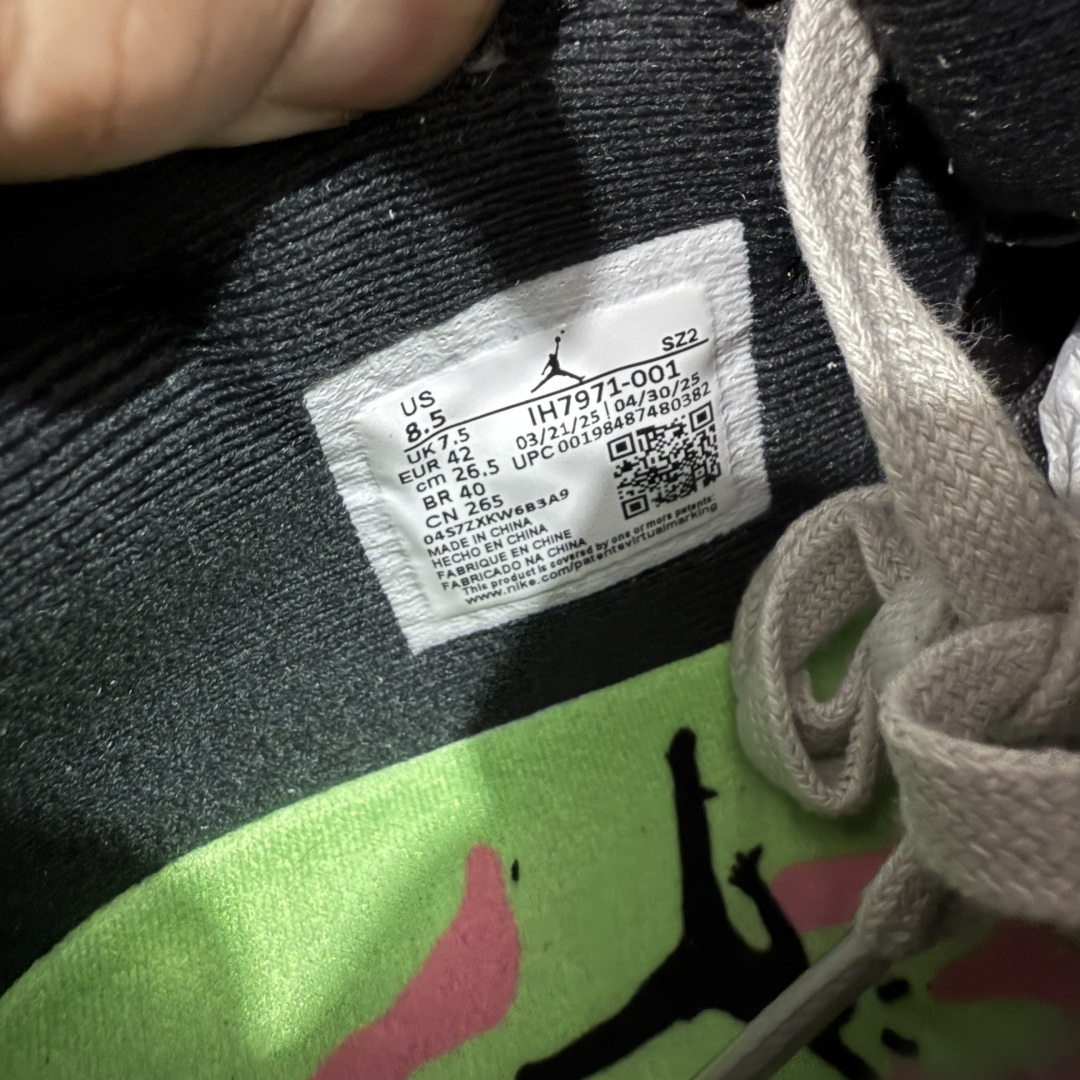 US
8.5
SZ2
UK 7.5
IH7971-001
EUR 42
03/21/25 | 04/30/25
cm 26.5
UPC 00198487480382
BR 40
CN 265
04S7ZXKW6B3A9
MADE IN CHINA
HECHO EN CHINA
FABRIQUE EN CHINE
FABRICADO NA CHINA
This product is covered by one or more patents:
www.nike.com/patentsvirtualmarking